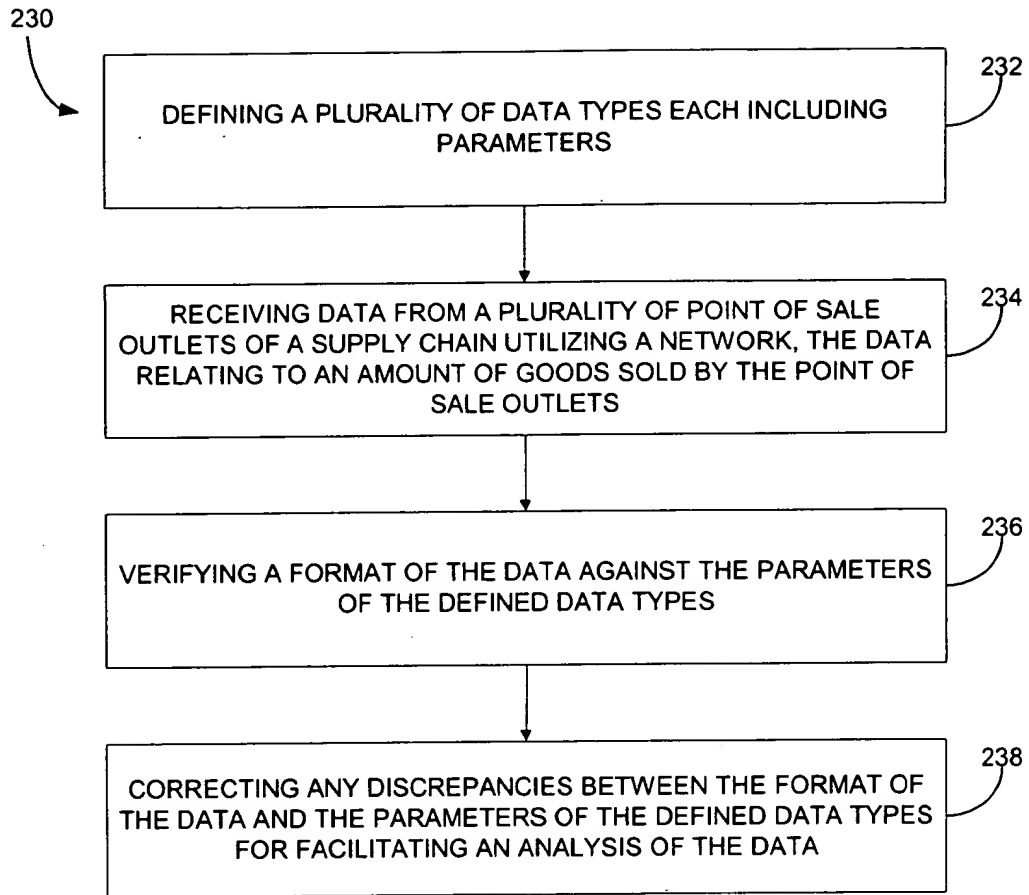 230
232
DEFINING A PLURALITY OF DATA TYPES EACH INCLUDING
PARAMETERS
234
RECEIVING DATA FROM A PLURALITY OF POINT OF SALE
OUTLETS OF A SUPPLY CHAIN UTILIZING A NETWORK, THE DATA
RELATING TO AN AMOUNT OF GOODS SOLD BY THE POINT OF
SALE OUTLETS
236
VERIFYING A FORMAT OF THE DATA AGAINST THE PARAMETERS
OF THE DEFINED DATA TYPES
238
CORRECTING ANY DISCREPANCIES BETWEEN THE FORMAT OF
THE DATA AND THE PARAMETERS OF THE DEFINED DATA TYPES
FOR FACILITATING AN ANALYSIS OF THE DATA